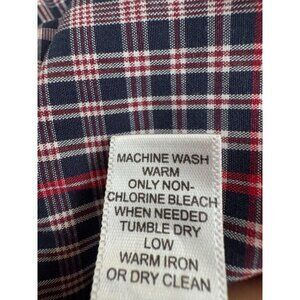 MACHINE WASH
WARM
ONLY NON-
CHLORINE BLEACH
WHEN NEEDED
TUMBLE DRY
LOW
WARM IRON
OR DRY CLEAN